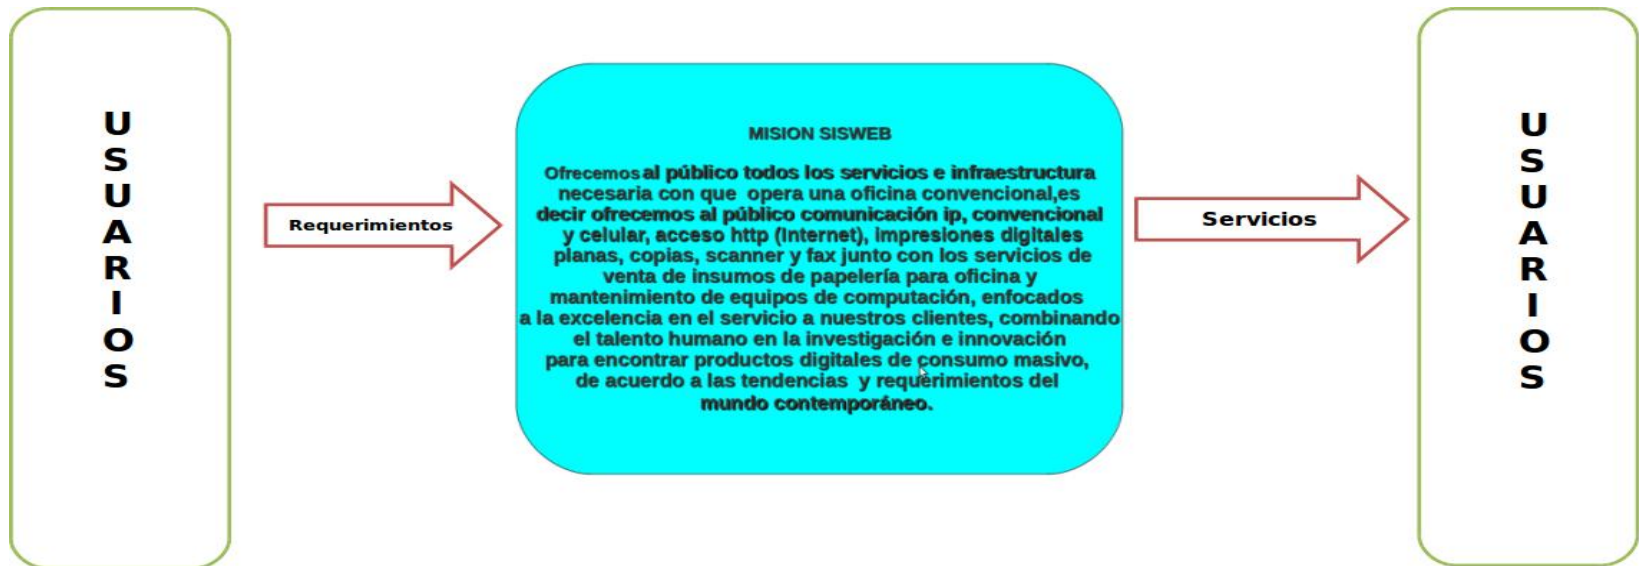 USUARIOS
Requerimientos
MISION SISWEB
Ofrecemos al público todos los servicios e infraestructura
necesaria con que opera una oficina convencional,es
decir ofrecemos al público comunicación ip, convencional
y celular, acceso http (Internet), impresiones digitales
planas, copias, scanner y fax junto con los servicios de
venta de insumos de papelería para oficina y
mantenimiento de equipos de computación, enfocados
a la excelencia en el servicio a nuestros clientes, combinando
el talento humano en la investigación e innovación
para encontrar productos digitales de consumo masivo,
de acuerdo a las tendencias y requerimientos del
mundo contemporáneo.
Servicios
USUARIOS